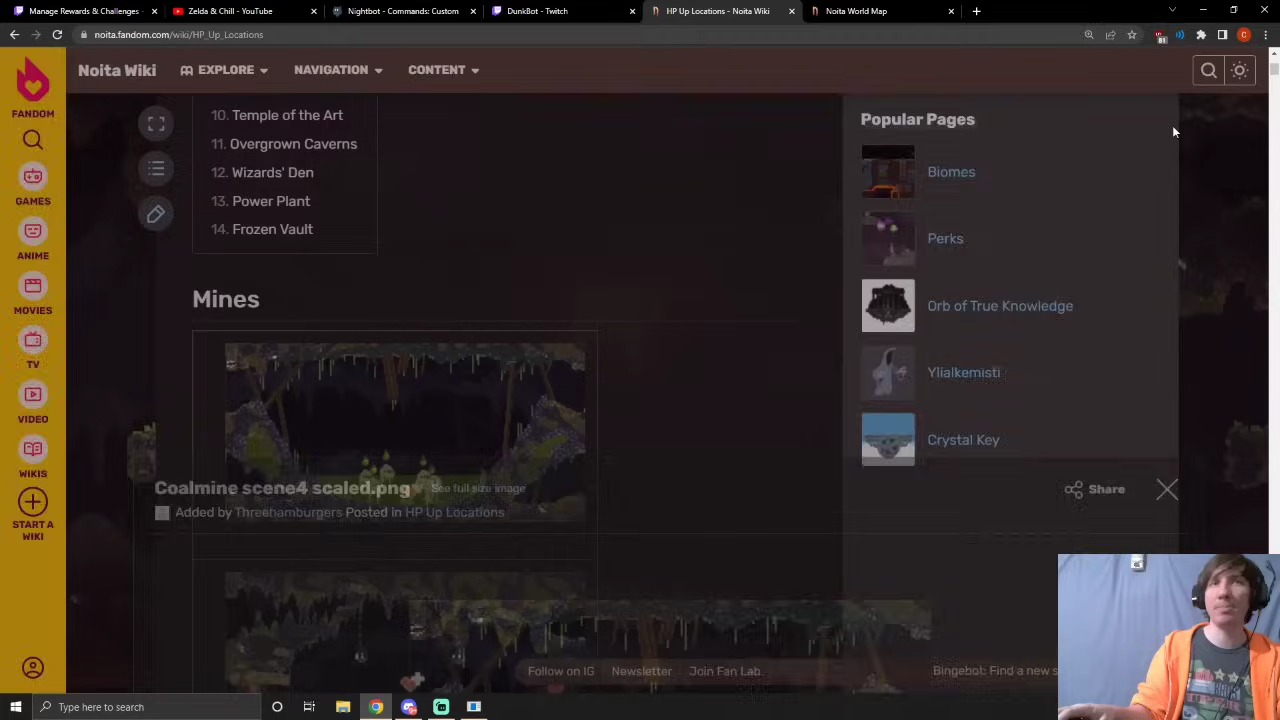 Manage Rewards & Challenges -
Zelda & Chill - YouTube
Nightbot - Commands: Custom
DunkBot - Twitch
HP Up Locations - Noita Wiki
Noita World Map
noita.fandom.com/wiki/HP_Up_Locations
81
C
FANDOM
Noita Wiki
EXPLORE
NAVIGATION
CONTENT
GAMES
ANIME
MOVIES
TV
VIDEO
WIKIS
START A
WIKI
10. Temple of the Art
11. Overgrown Caverns
12. Wizards' Den
13. Power Plant
14. Frozen Vault
Mines
Popular Pages
Biomes
Perks
Orb of True Knowledge
Ylialkemisti
Crystal Key
Coalmine scene4 scaled.png
See full size image
Share
Added by Threehamburgers Posted in HP Up Locations
Follow on IG
Newsletter
Join Fan Lab.
Bingebot: Find a new s
Type here to search